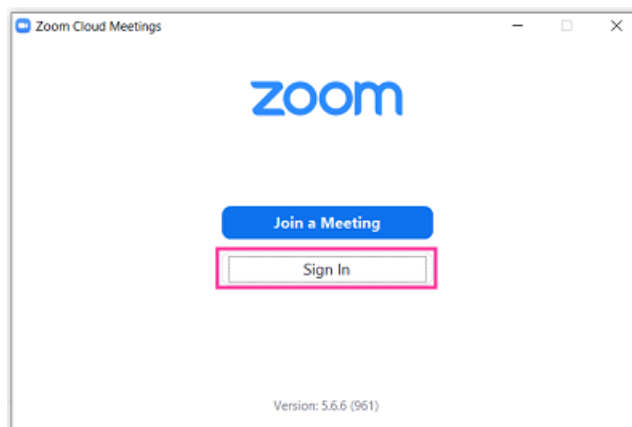 Zoom Cloud Meetings
zoom
Join a Meeting
Sign In
Version: 5.6.6 (961)